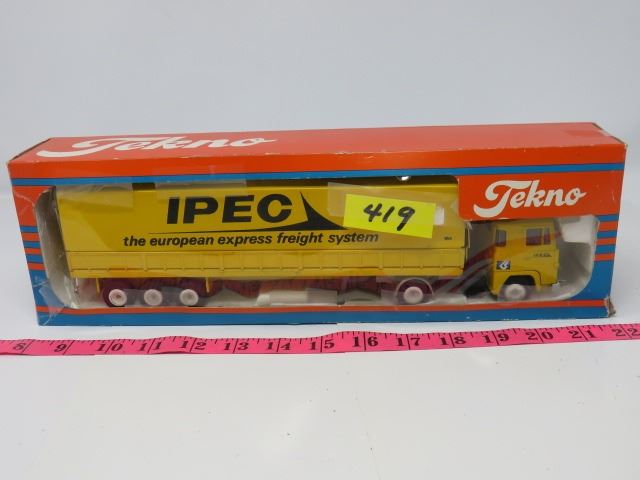 Tekno
Tekno
IPEC
419
the european express freight system
8 9 10 11 12 13 14 15 16 17 18 19 20 21 22